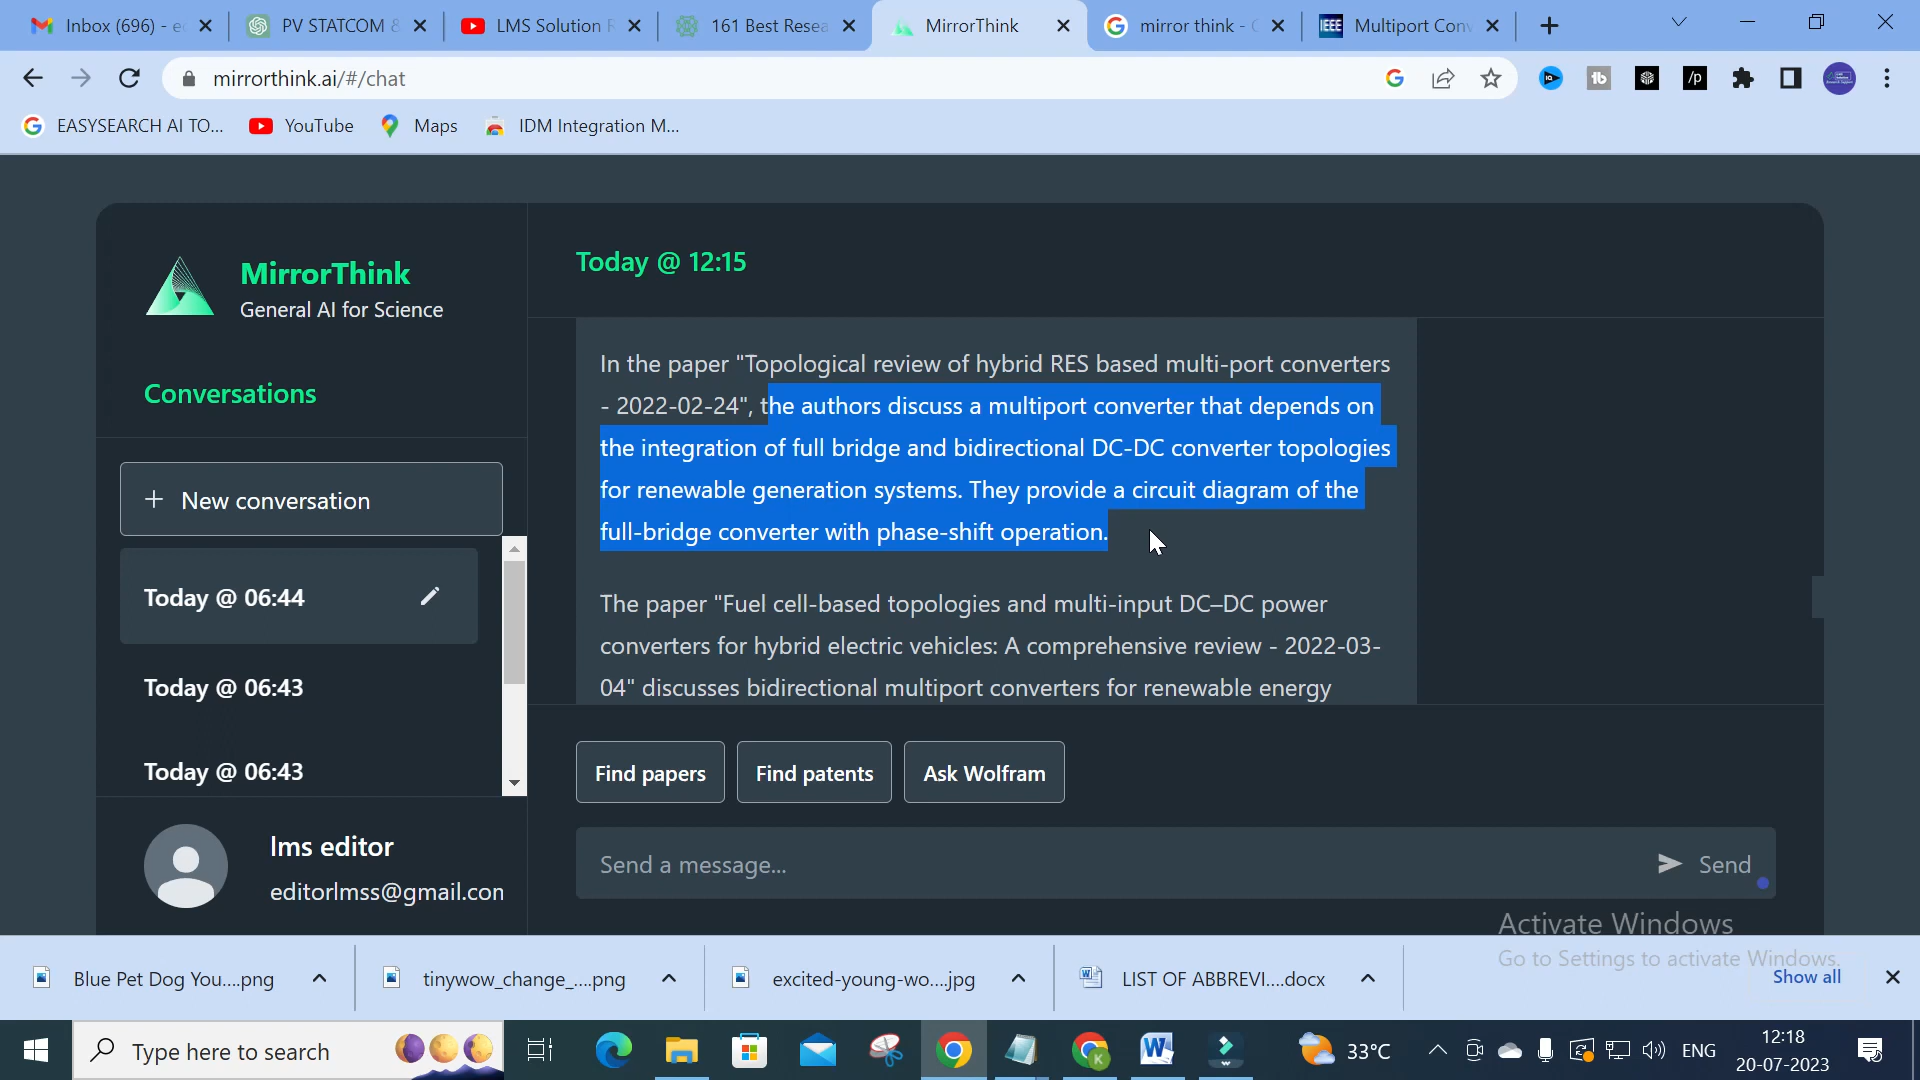 Inbox (696) - e
PV STATCOM &
LMS Solution
161 Best Resea
MirrorThink
mirror think -
IEEE
Multiport Conv
mirrorthink.ai/#/chat
tb
/p
EASYSEARCH AI TO...
YouTube
Maps
IDM Integration M...
MirrorThink
General AI for Science
Today @ 12:15
Conversations
+ New conversation
Today @ 06:44
Today @ 06:43
Today @ 06:43
In the paper "Topological review of hybrid RES based multi-port converters
- 2022-02-24", the authors discuss a multiport converter that depends on
the integration of full bridge and bidirectional DC-DC converter topologies
for renewable generation systems. They provide a circuit diagram of the
full-bridge converter with phase-shift operation.
The paper "Fuel cell-based topologies and multi-input DC–DC power
converters for hybrid electric vehicles: A comprehensive review - 2022-03-
04" discusses bidirectional multiport converters for renewable energy
Find papers
Find patents
Ask Wolfram
lms editor
editorlmss@gmail.con
Send a message...
Send
Activate Windows
Go to Settings to activate Windows.
Blue Pet Dog You....png
tinywow_change_....png
excited-young-wo....jpg
LIST OF ABBREVI....docx
Show all
Type here to search
K
W
33°C
ENG
12:18
20-07-2023